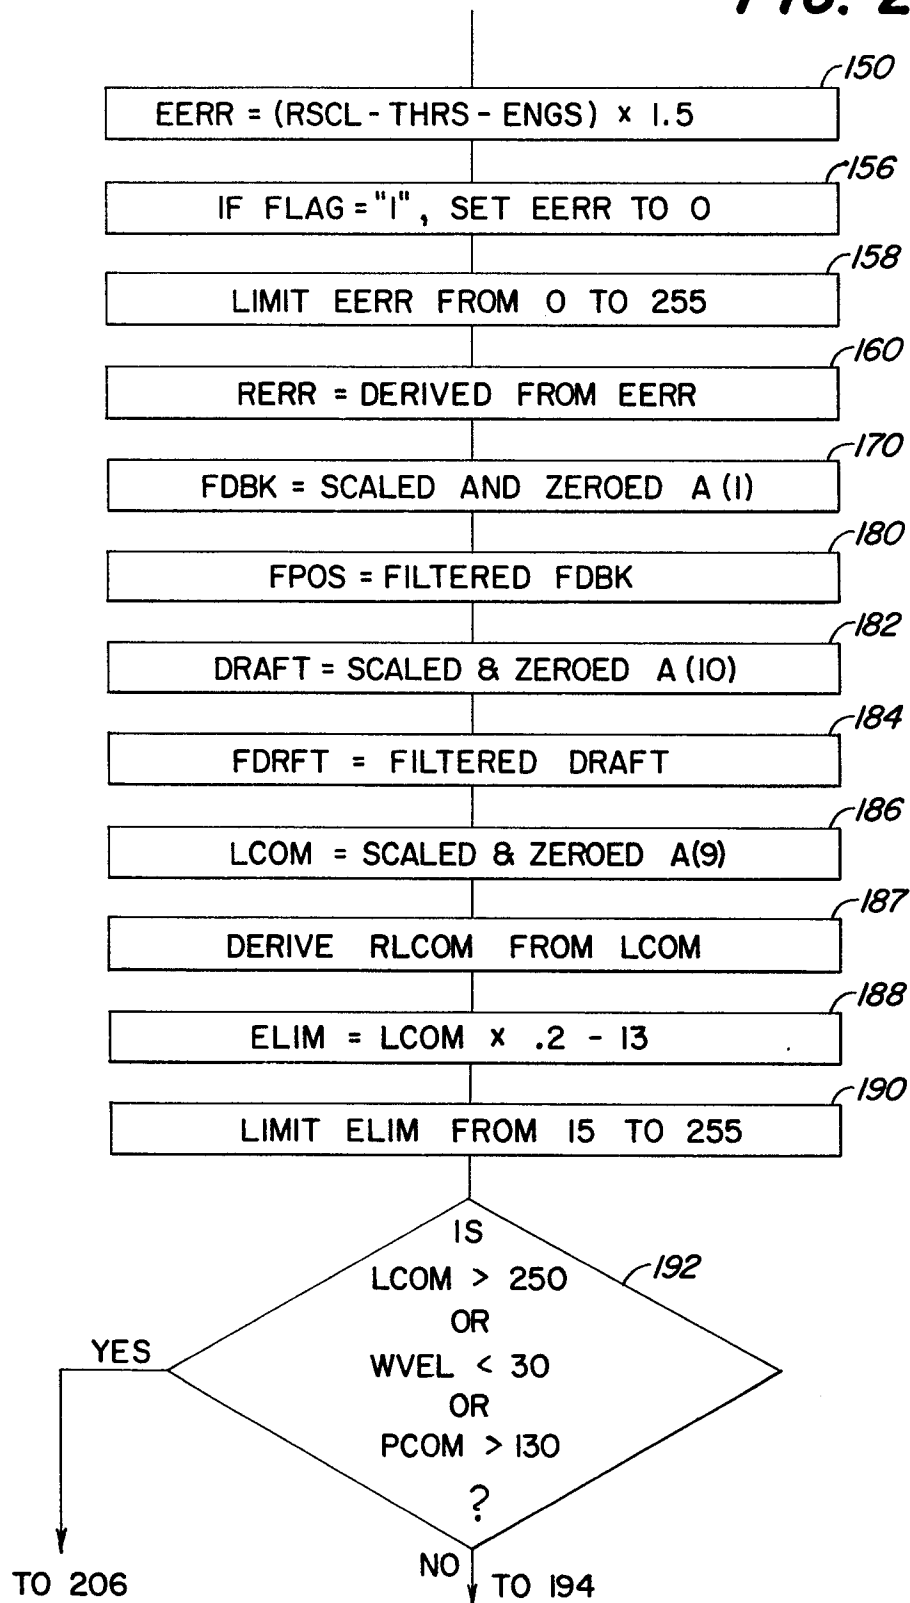 FIG. 2
150
EERR = (RSCL - THRS - ENGS) × 1.5
156
IF FLAG = "1", SET EERR TO 0
158
LIMIT EERR FROM 0 TO 255
160
RERR = DERIVED FROM EERR
170
FDBK = SCALED AND ZEROED A (1)
180
FPOS = FILTERED FDBK
182
DRAFT = SCALED & ZEROED A (10)
184
FDRFT = FILTERED DRAFT
186
LCOM = SCALED & ZEROED A(9)
187
DERIVE RLCOM FROM LCOM
188
ELIM = LCOM × .2 - 13
190
LIMIT ELIM FROM 15 TO 255
IS
192
LCOM > 250
OR
YES
WVEL < 30
OR
PCOM > 130
?
NO
TO 206
TO 194